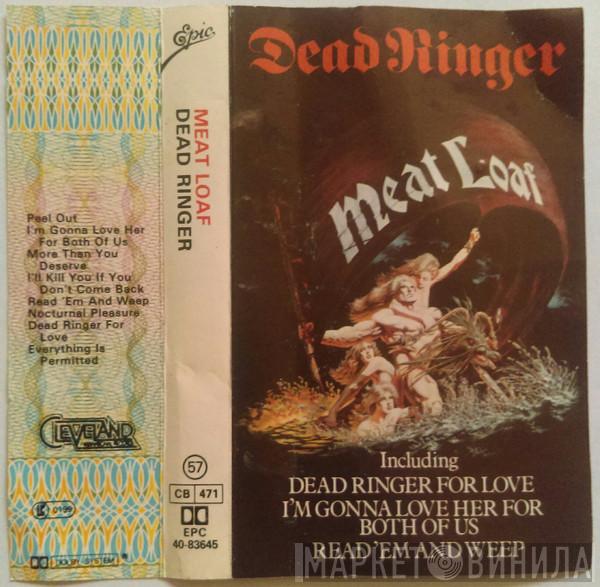 Peel Out
I'm Gonna Love Her
For Both Of Us
More Than You
Deserve
I'll Kill You If You
Don't Come Back
Read 'Em And Weep
Nocturnal Pleasure
Dead Ringer For
Love
Everything Is
Permitted
CLEVELAND
0199
DOLBY SYSTEM
Epic
MEAT LOAF
DEAD RINGER
57
CB 471
EPC
40-83645
Dead Ringer
Meat Loaf
Including
DEAD RINGER FOR LOVE
I'M GONNA LOVE HER FOR
BOTH OF US
READ 'EM AND WEEP
МАРКЕТ ВИНИЛА